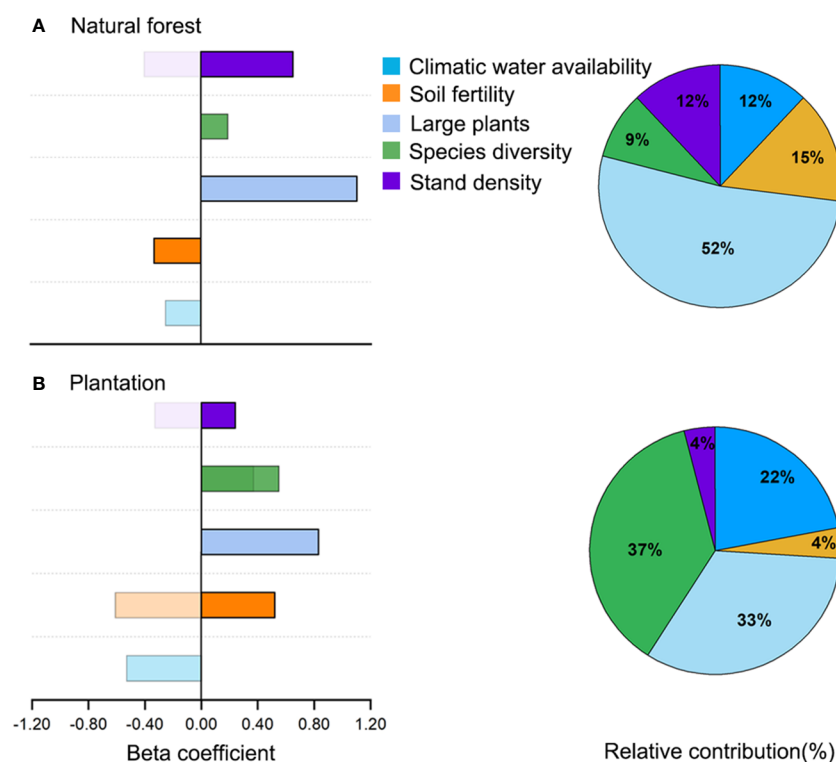 A Natural forest
Climatic water availability
Soil fertility
Large plants
Species diversity
Stand density
12%
12%
9%
15%
52%
B Plantation
4%
22%
37%
4%
33%
-1.20 -0.80 -0.40 0.00 0.40 0.80 1.20
Beta coefficient
Relative contribution(%)